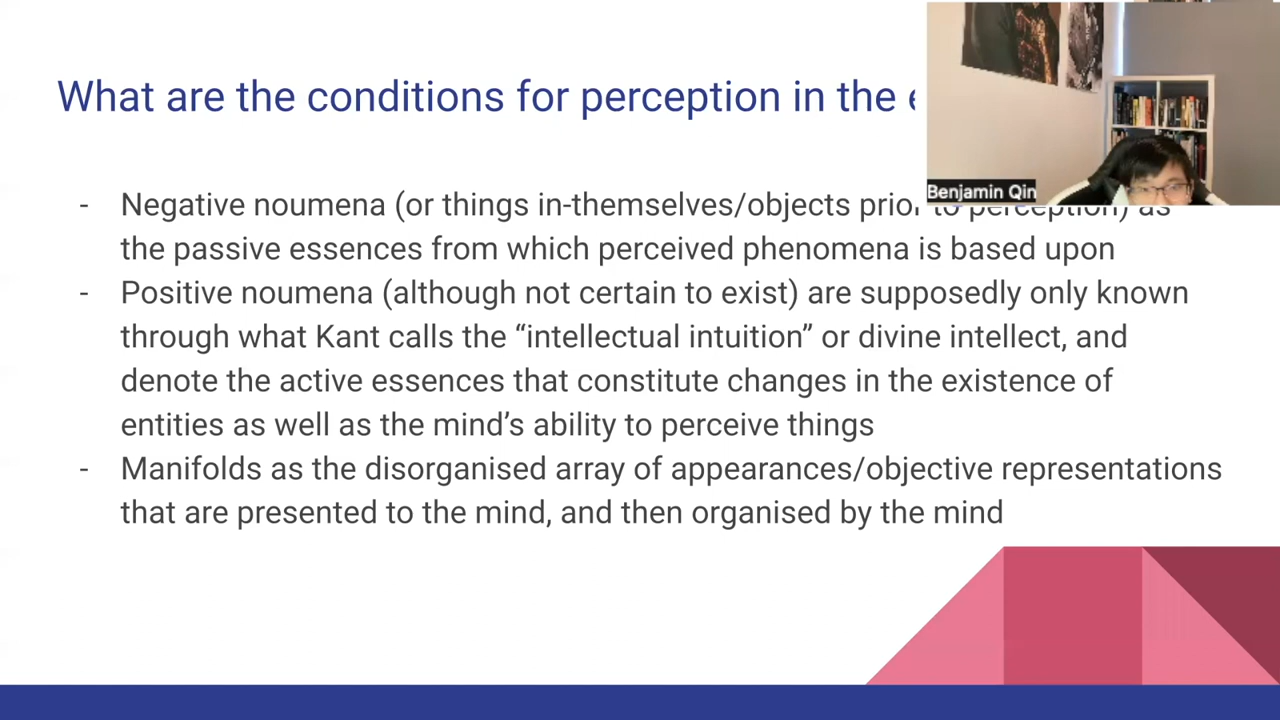 What are the conditions for perception in the
Benjamin Qin
- Negative noumena (or things in-themselves/objects prior to perception) as
the passive essences from which perceived phenomena is based upon
- Positive noumena (although not certain to exist) are supposedly only known
through what Kant calls the “intellectual intuition” or divine intellect, and
denote the active essences that constitute changes in the existence of
entities as well as the mind’s ability to perceive things
- Manifolds as the disorganised array of appearances/objective representations
that are presented to the mind, and then organised by the mind